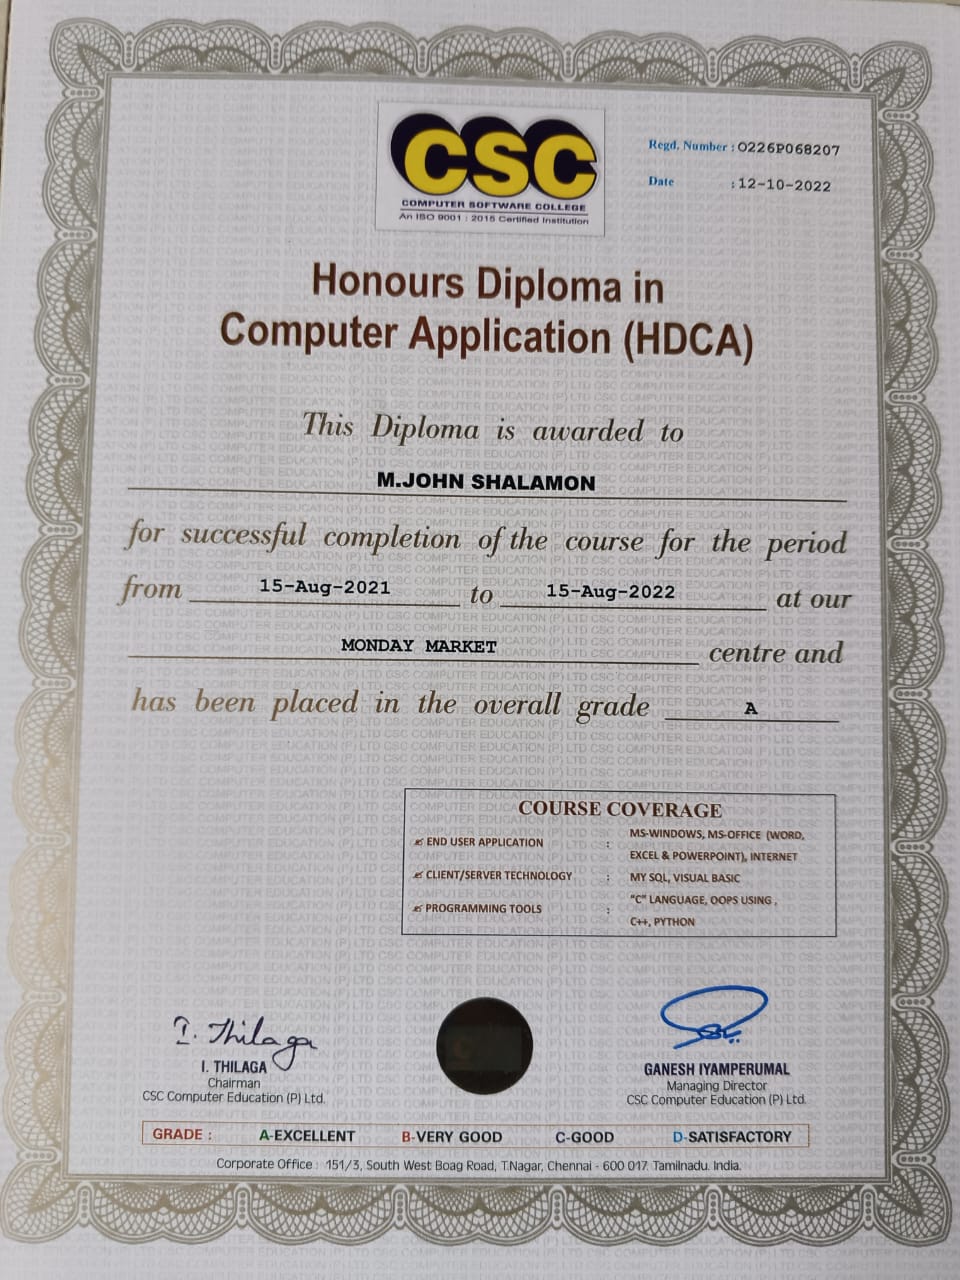 CSC
COMPUTER SOFTWARE COLLEGE
An ISO 9001 : 2015 Certified Institution
Regd. Number : O226P068207
Date : 12-10-2022
Honours Diploma in
Computer Application (HDCA)
This Diploma is awarded to
M.JOHN SHALAMON
for successful completion of the course for the period
from 15-Aug-2021 to 15-Aug-2022 at our
MONDAY MARKET centre and
has been placed in the overall grade A
COURSE COVERAGE
END USER APPLICATION : MS-WINDOWS, MS-OFFICE (WORD,
EXCEL & POWERPOINT), INTERNET
CLIENT/SERVER TECHNOLOGY : MY SQL, VISUAL BASIC
PROGRAMMING TOOLS : "C" LANGUAGE, OOPS USING ,
C++, PYTHON
I. Thilaga
I. THILAGA
Chairman
CSC Computer Education (P) Ltd.
GANESH IYAMPERUMAL
Managing Director
CSC Computer Education (P) Ltd.
GRADE : A-EXCELLENT B-VERY GOOD C-GOOD D-SATISFACTORY
Corporate Office : 151/3, South West Boag Road, T.Nagar, Chennai - 600 017. Tamilnadu. India.